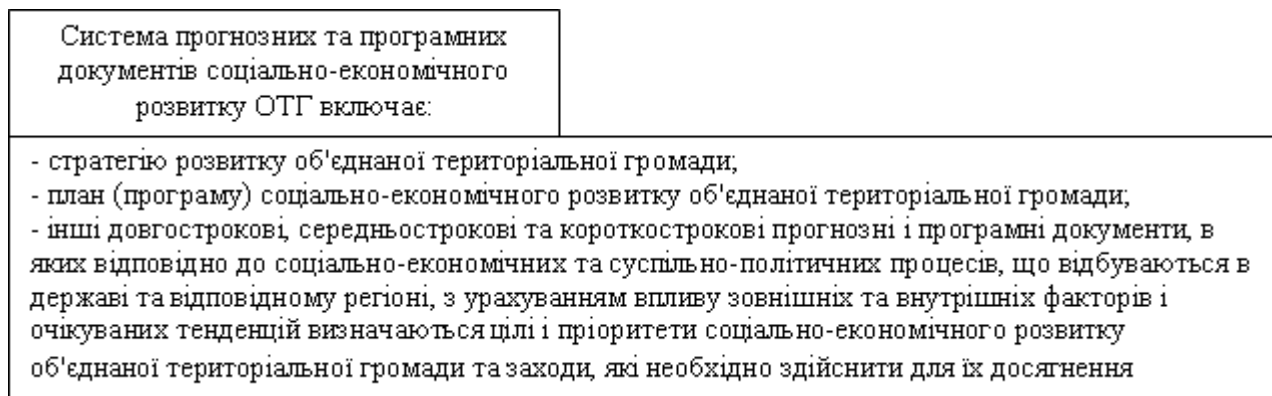 Система прогнозних та програмних
документів соціально-економічного
розвитку ОТГ включає:
- стратегію розвитку об'єднаної територіальної громади;
- план (програму) соціально-економічного розвитку об'єднаної територіальної громади;
- інші довгострокові, середньострокові та короткострокові прогнозні і програмні документи, в
яких відповідно до соціально-економічних та суспільно-політичних процесів, що відбуваються в
державі та відповідному регіоні, з урахуванням впливу зовнішніх та внутрішніх факторів і
очікуваних тенденцій визначаються цілі і пріоритети соціально-економічного розвитку
об'єднаної територіальної громади та заходи, які необхідно здійснити для їх досягнення